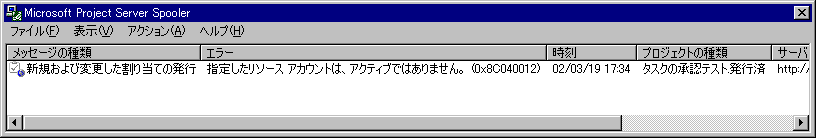 Microsoft Project Server Spooler
ファイル(F) 表示(V) アクション(A) ヘルプ(H)
メッセージの種類 エラー 時刻 プロジェクトの種類 サーバ
新規および変更した割り当ての発行 指定したリソース アカウントは、アクティブではありません。 (0x8C040012) 02/03/19 17:34 タスクの承認テスト.発行済 http:/